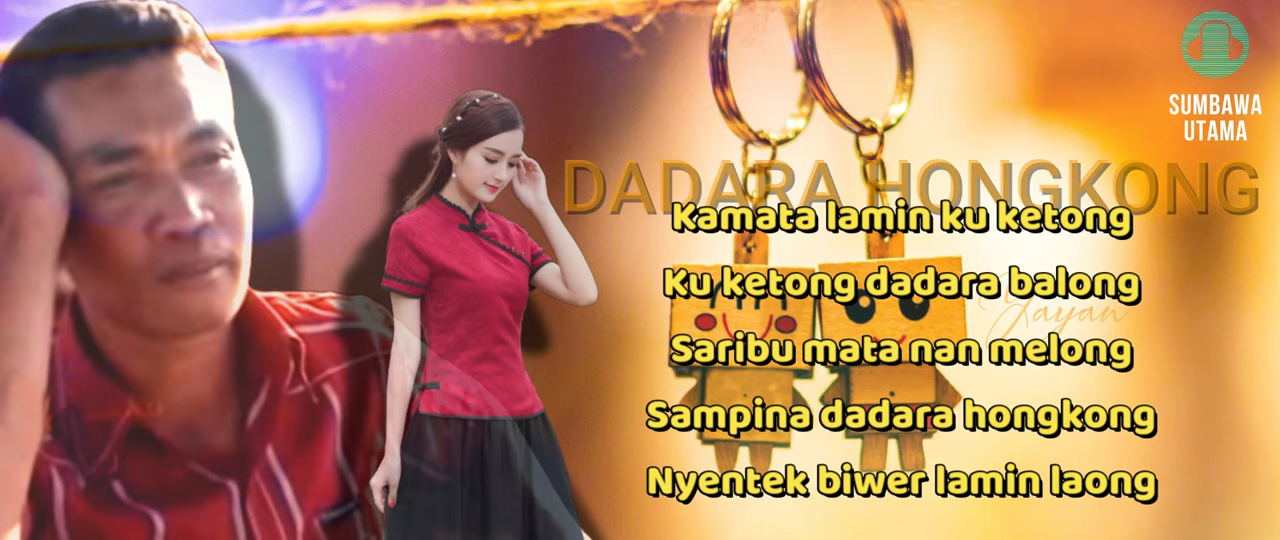 SUMBAWA
UTAMA
DADARA HONGKONG
Kamata lamin ku ketong
Ku ketong dadara balong
Yayan
Saribu mata nan melong
Sampina dadara hongkong
Nyentek biwer lamin laong